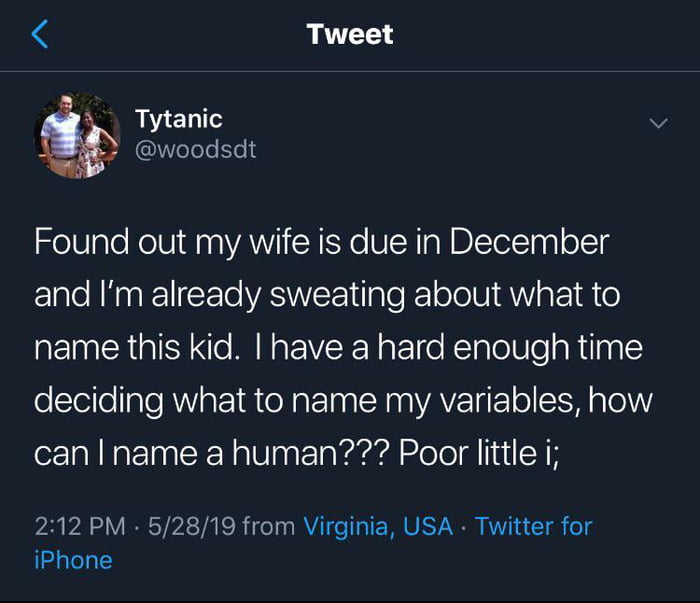 Tweet
Tytanic
@woodsdt
Found out my wife is due in December
and I'm already sweating about what to
name this kid.  I have a hard enough time
deciding what to name my variables, how
can I name a human??? Poor little i;
2:12 PM · 5/28/19 from Virginia, USA · Twitter for
iPhone